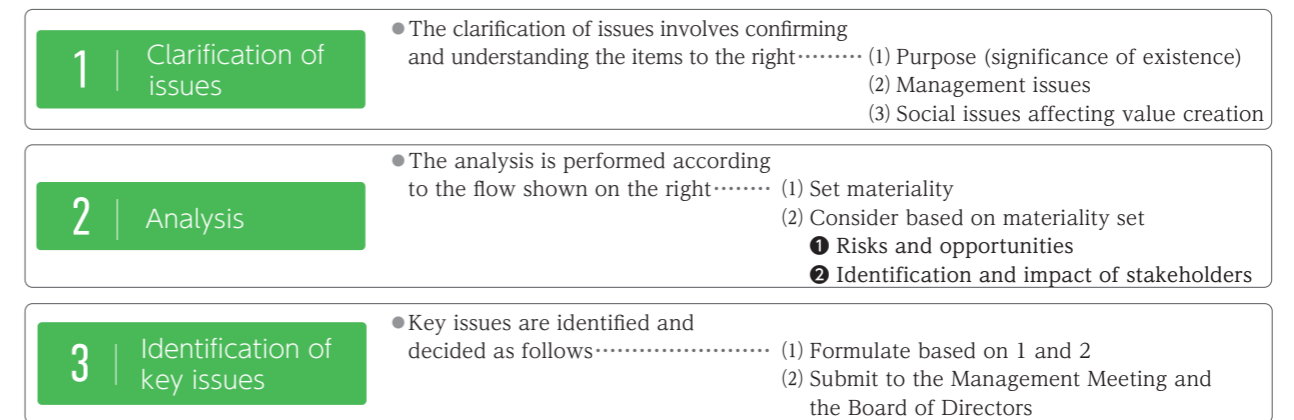 1 | Clarification of
issues
●The clarification of issues involves confirming
and understanding the items to the right……… (1) Purpose (significance of existence)
(2) Management issues
(3) Social issues affecting value creation
2 | Analysis
●The analysis is performed according
to the flow shown on the right……… (1) Set materiality
(2) Consider based on materiality set
❶ Risks and opportunities
❷ Identification and impact of stakeholders
3 | Identification of
key issues
●Key issues are identified and
decided as follows…………………… (1) Formulate based on 1 and 2
(2) Submit to the Management Meeting and
the Board of Directors